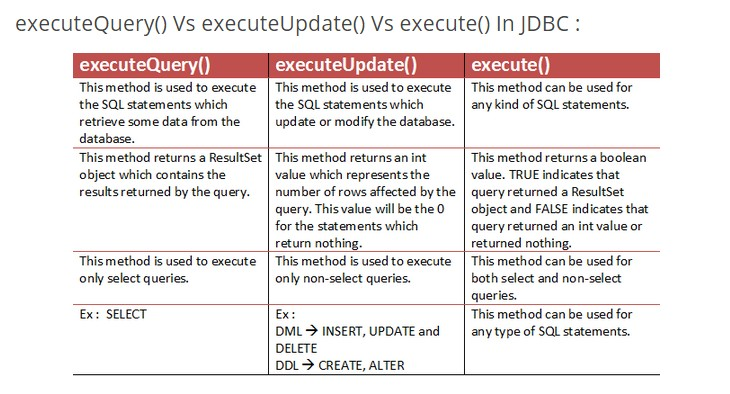 executeQuery() Vs executeUpdate() Vs execute() In JDBC :
executeQuery()
executeUpdate()
execute()
This method is used to execute
the SQL statements which
retrieve some data from the
database.
This method is used to execute
the SQL statements which
update or modify the database.
This method can be used for
any kind of SQL statements.
This method returns a ResultSet
object which contains the
results returned by the query.
This method returns an int
value which represents the
number of rows affected by the
query. This value will be the 0
for the statements which
return nothing.
This method returns a boolean
value. TRUE indicates that
query returned a ResultSet
object and FALSE indicates that
query returned an int value or
returned nothing.
This method is used to execute
only select queries.
This method is used to execute
only non-select queries.
This method can be used for
both select and non-select
queries.
Ex : SELECT
Ex :
DML → INSERT, UPDATE and
DELETE
DDL → CREATE, ALTER
This method can be used for
any type of SQL statements.